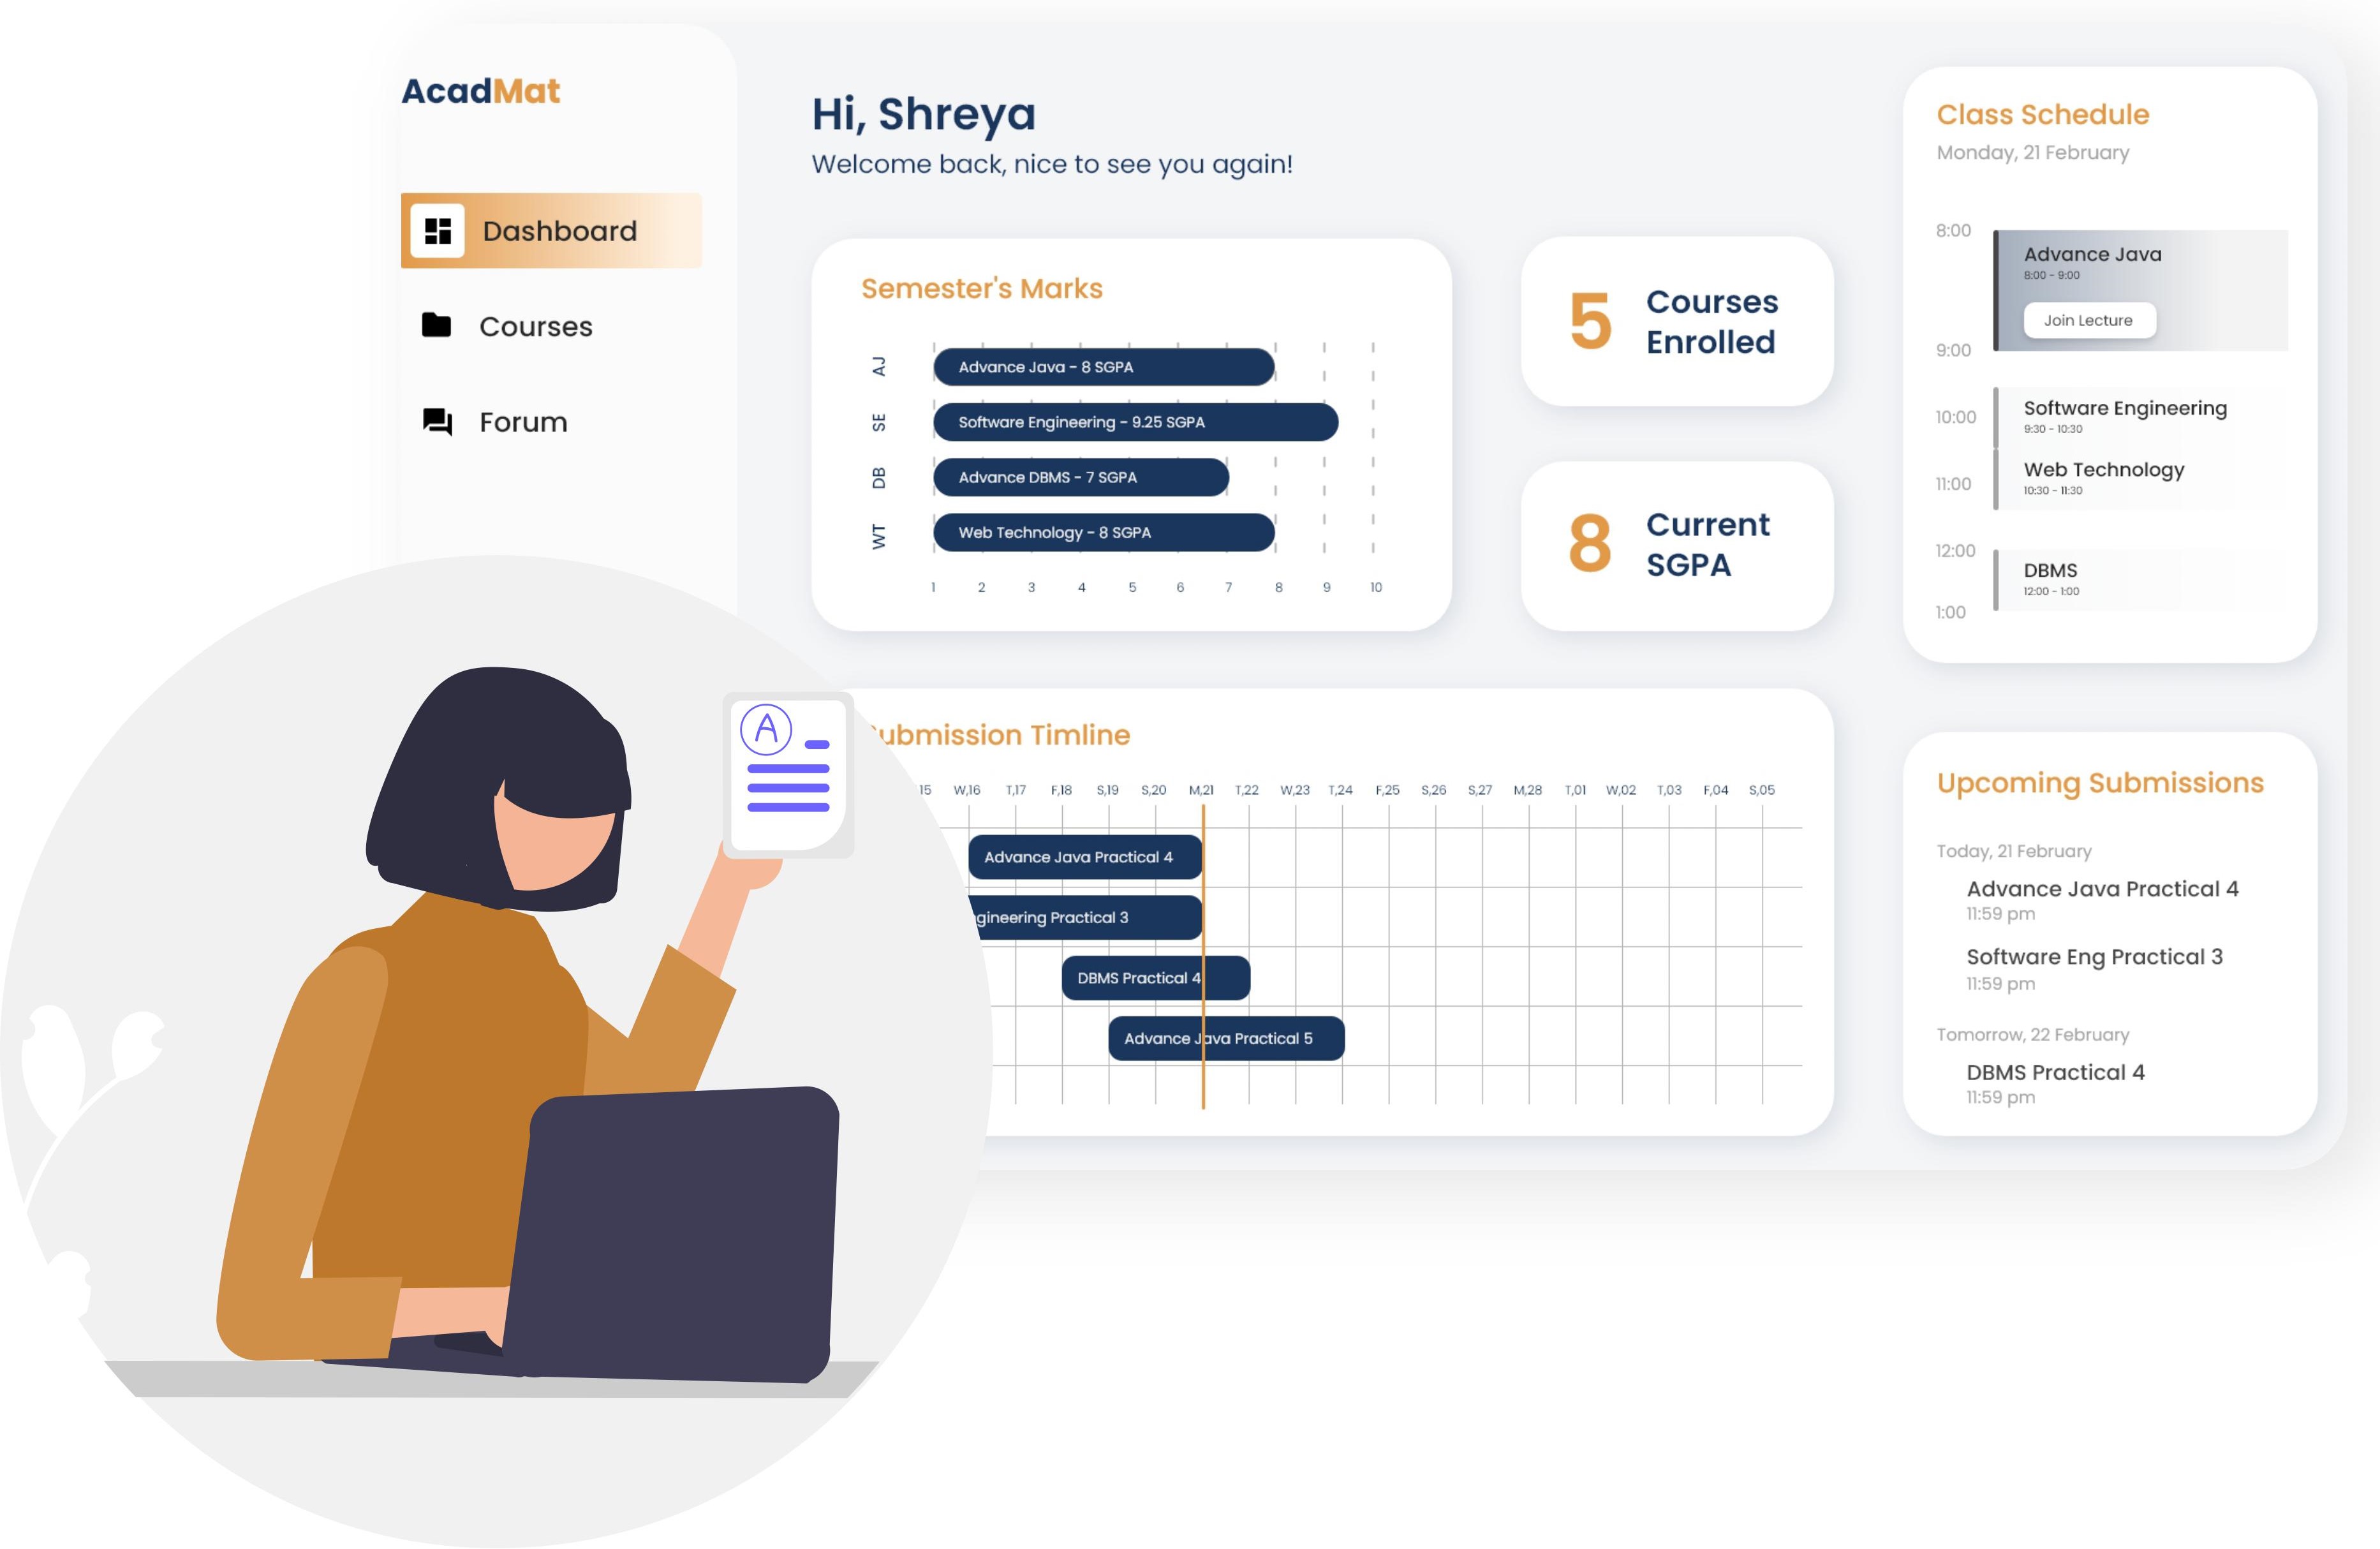 AcadMat
Dashboard
Courses
Forum
Hi, Shreya
Welcome back, nice to see you again!
Semester's Marks
AJ
Advance Java - 8 SGPA
SE
Software Engineering - 9.25 SGPA
DB
Advance DBMS - 7 SGPA
WT
Web Technology - 8 SGPA
1 2 3 4 5 6 7 8 9 10
5 Courses
Enrolled
8 Current
SGPA
Class Schedule
Monday, 21 February
8:00
Advance Java
8:00 - 9:00
Join Lecture
9:00
Software Engineering
10:00
9:30 - 10:30
Web Technology
11:00
10:30 - 11:30
12:00
DBMS
12:00 - 1:00
1:00
A
ubmission Timline
15 W,16 T,17 F,18 S,19 S,20 M,21 T,22 W,23 T,24 F,25 S,26 S,27 M,28 T,01 W,02 T,03 F,04 S,05
Advance Java Practical 4
gineering Practical 3
DBMS Practical 4
Advance Java Practical 5
Upcoming Submissions
Today, 21 February
Advance Java Practical 4
11:59 pm
Software Eng Practical 3
11:59 pm
Tomorrow, 22 February
DBMS Practical 4
11:59 pm